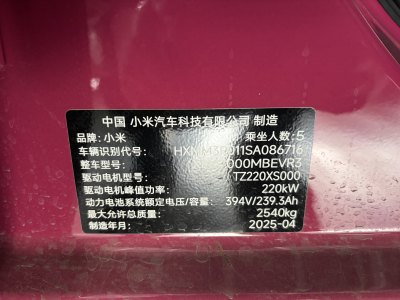 中国 小米汽车科技有限公司 制造
品牌：小米 乘坐人数：5
车辆识别代号：
整车型号： 000MBEVR3
驱动电机型号： TZ220XS000
驱动电机峰值功率： 220kW
动力电池系统额定电压/容量： 394V/239.3Ah
最大允许总质量： 2540kg
制造年月： 2025-04